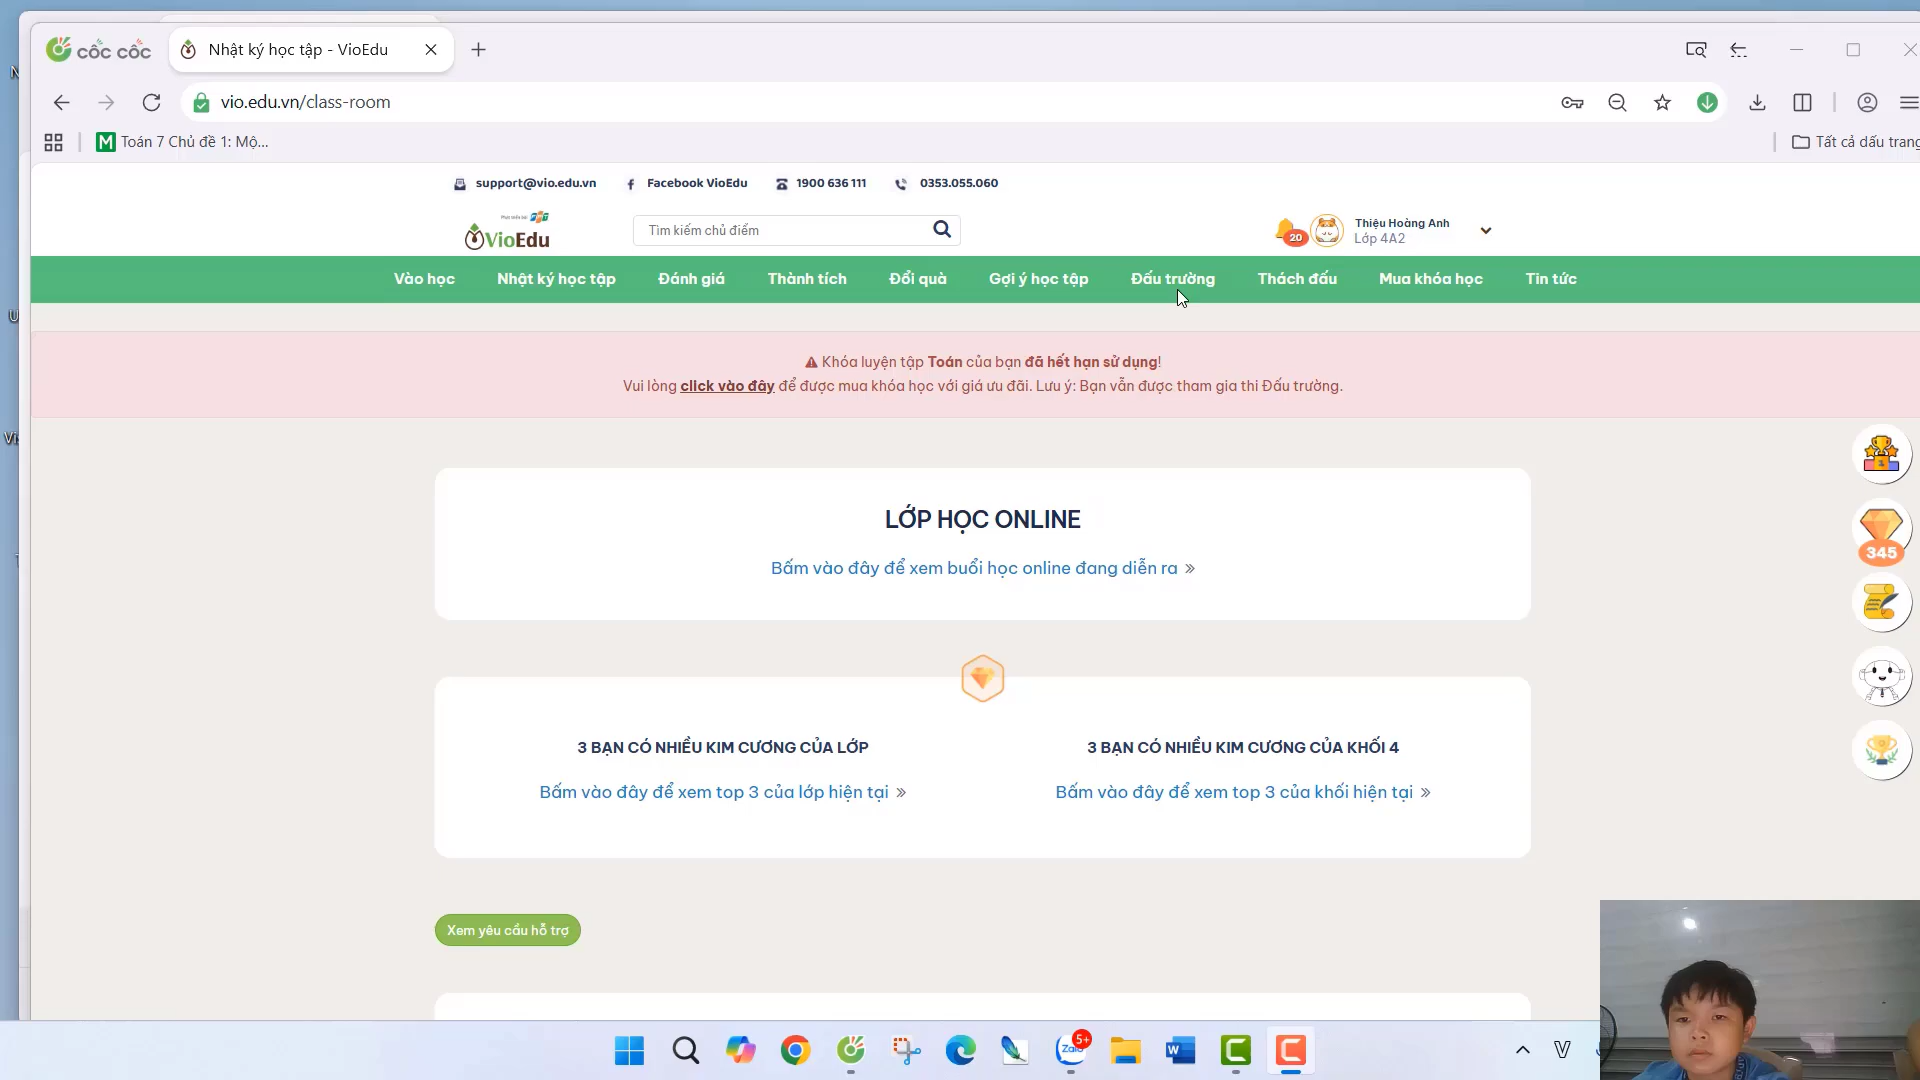 cốc cốc
Nhật ký học tập - VioEdu
vio.edu.vn/class-room
M Toán 7 Chủ đề 1: Mộ...
Tất cả dấu trang
support@vio.edu.vn Facebook VioEdu 1900 636 111 0353.055.060
FPT
VioEdu
Tìm kiếm chủ điểm
20
Thiệu Hoàng Anh
Lớp 4A2
Vào học Nhật ký học tập Đánh giá Thành tích Đổi quà Gợi ý học tập Đấu trường Thách đấu Mua khóa học Tin tức
Khóa luyện tập Toán của bạn đã hết hạn sử dụng!
Vui lòng click vào đây để được mua khóa học với giá ưu đãi. Lưu ý: Bạn vẫn được tham gia thi Đấu trường.
LỚP HỌC ONLINE
Bấm vào đây để xem buổi học online đang diễn ra »
345
3 BẠN CÓ NHIỀU KIM CƯƠNG CỦA LỚP
Bấm vào đây để xem top 3 của lớp hiện tại »
3 BẠN CÓ NHIỀU KIM CƯƠNG CỦA KHỐI 4
Bấm vào đây để xem top 3 của khối hiện tại »
Xem yêu cầu hỗ trợ
Zalo
5+
W
V